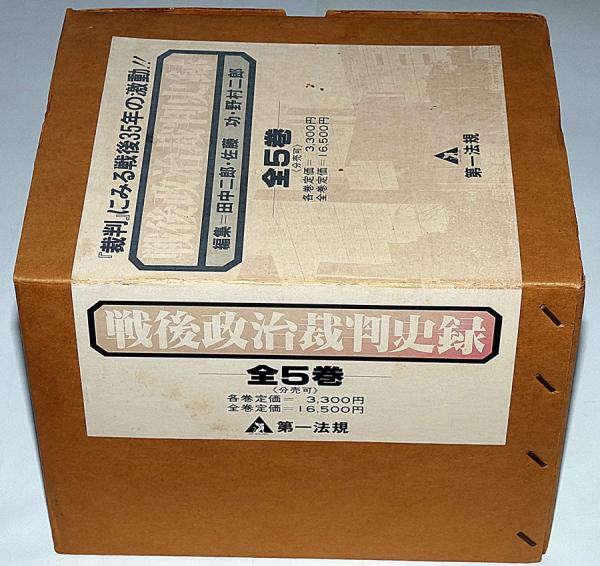 『裁判』にみる戦後35年の激動!!
戦後政治裁判史録
編集=田中二郎・佐藤 功・野村二郎
全5巻
〈分売可〉
各巻定価=3,300円
全巻定価=16,500円
第一法規
戦後政治裁判史録
全5巻
〈分売可〉
各巻定価= 3,300円
全巻定価=16,500円
第一法規